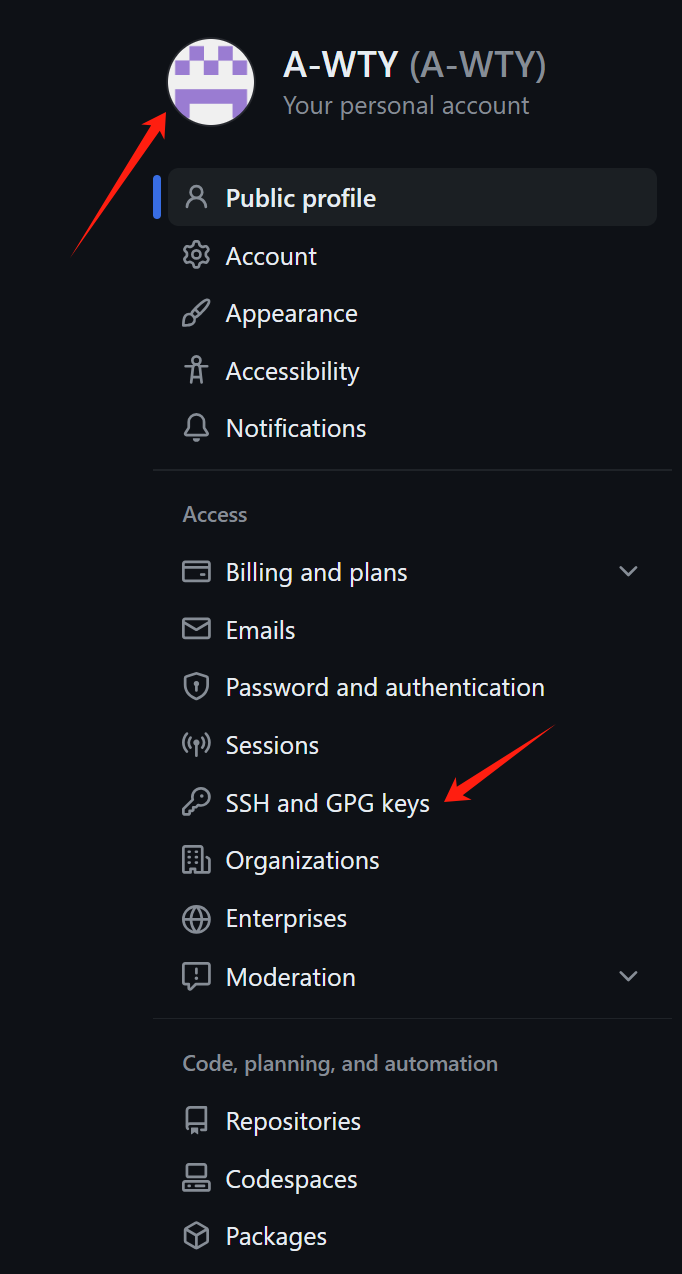 A-WTY (A-WTY)
Your personal account
Public profile
Account
Appearance
Accessibility
Notifications
Access
Billing and plans
Emails
Password and authentication
Sessions
SSH and GPG keys
Organizations
Enterprises
Moderation
Code, planning, and automation
Repositories
Codespaces
Packages